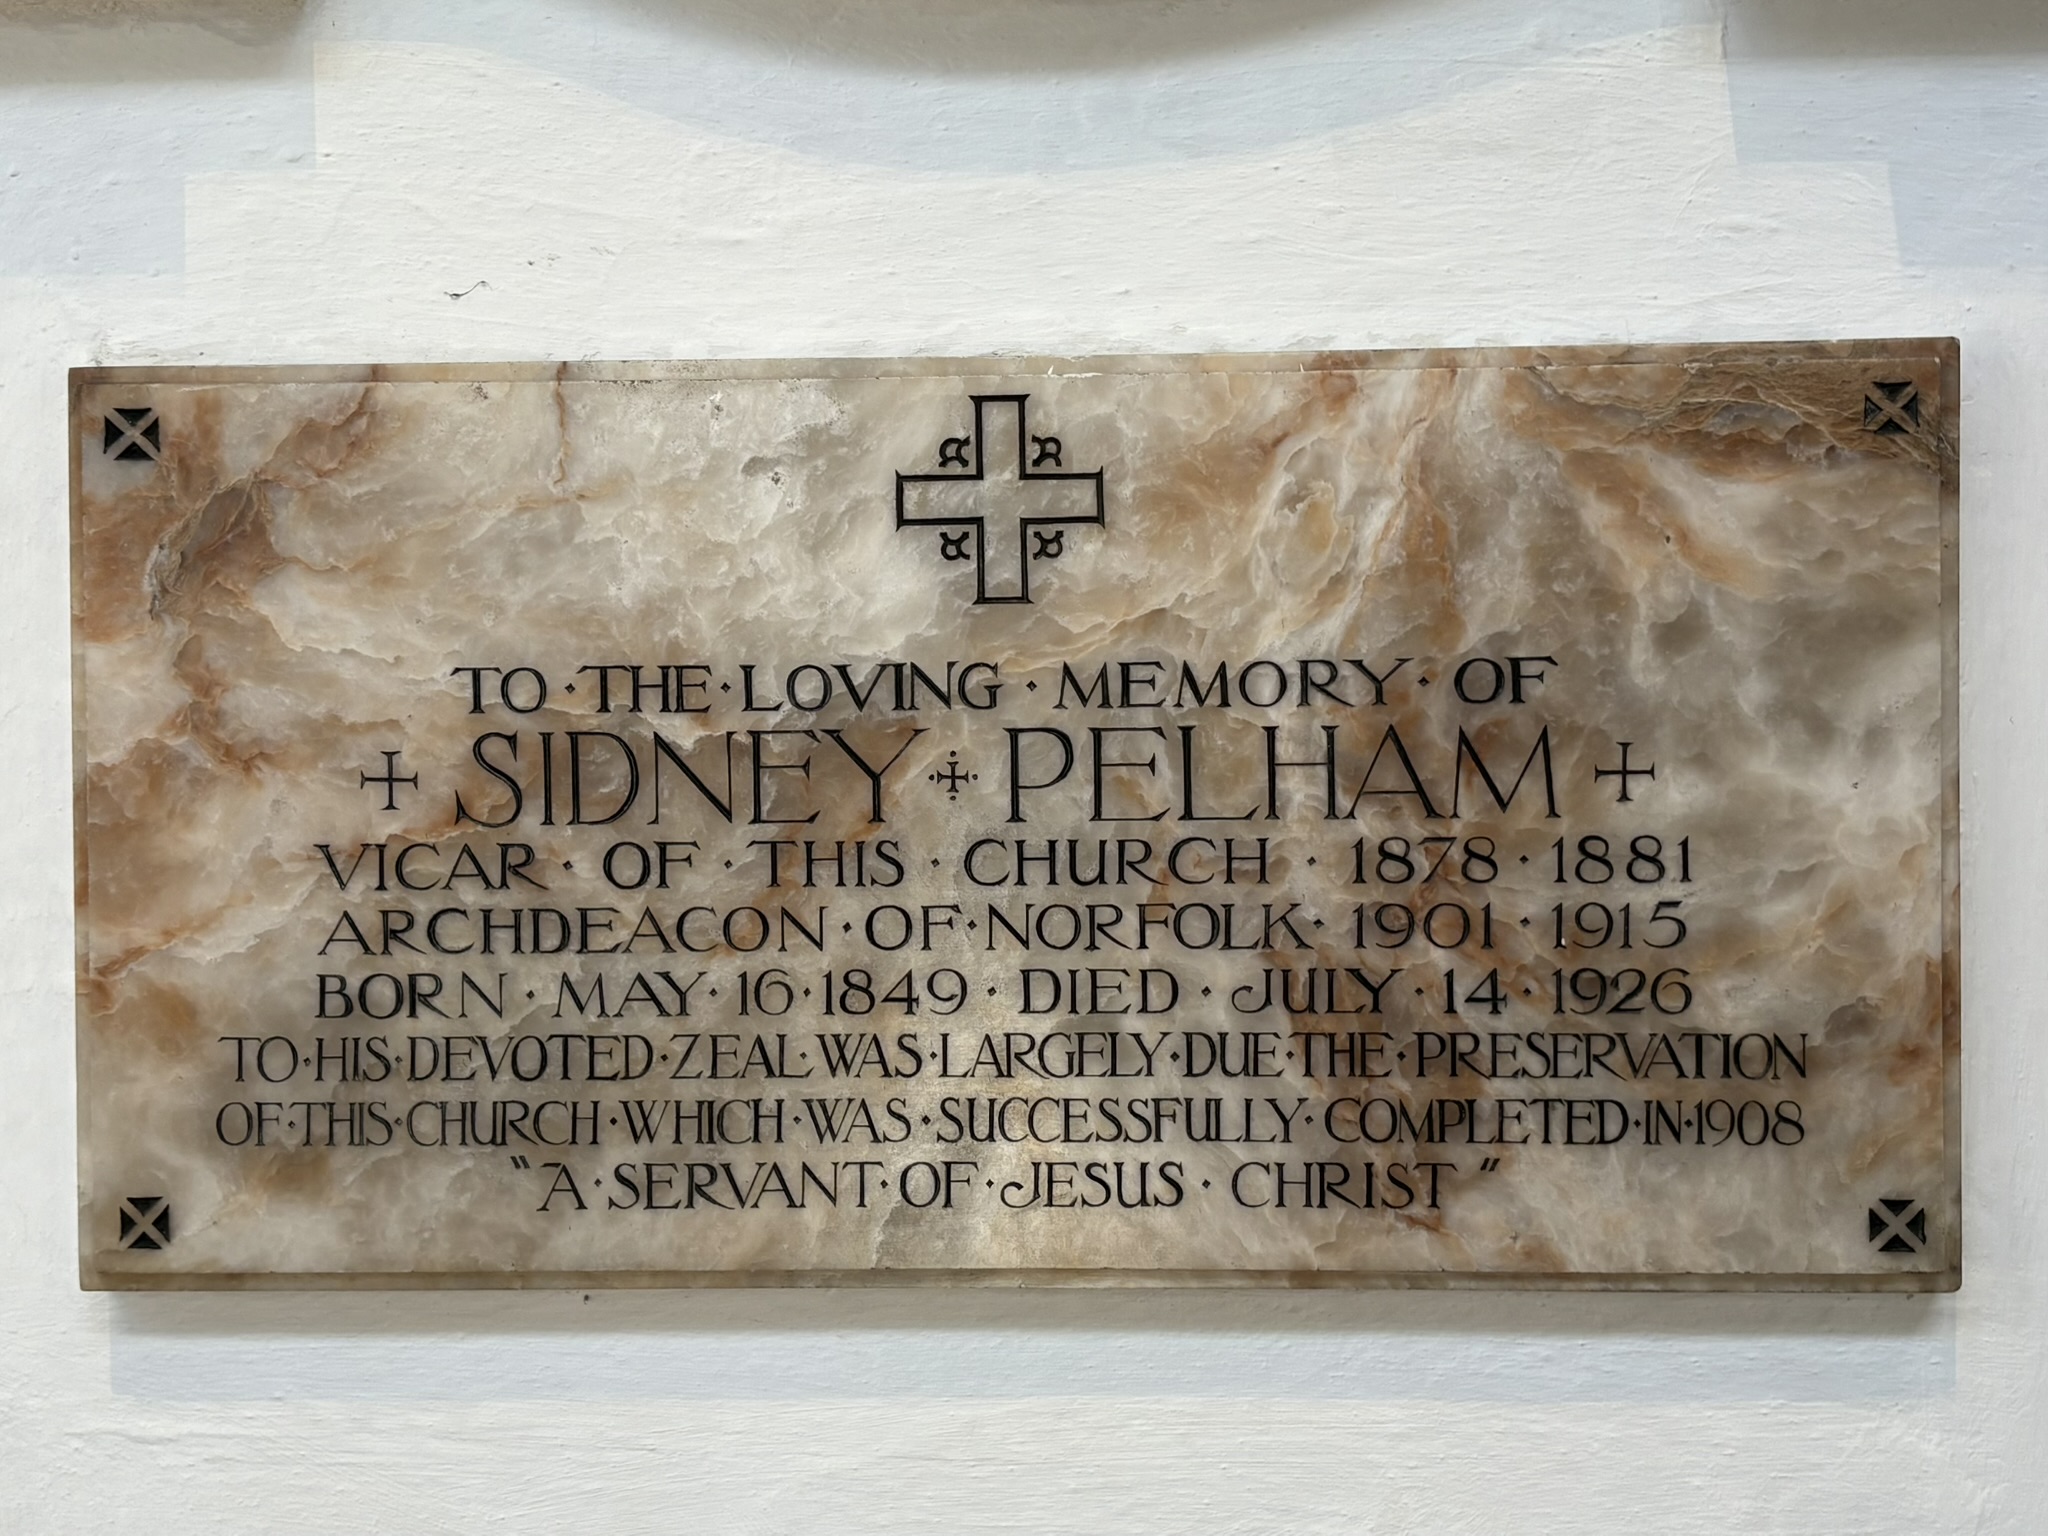 TO · THE · LOVING · MEMORY · OF
SIDNEY PELHAM
VICAR · OF · THIS · CHURCH · 1878 · 1881
ARCHDEACON · OF · NORFOLK · 1901 · 1915
BORN · MAY · 16 · 1849 · DIED · JULY · 14 · 1926
TO · HIS · DEVOTED · ZEAL · WAS · LARGELY · DUE · THE · PRESERVATION
OF · THIS · CHURCH · WHICH · WAS · SUCCESSFULLY · COMPLETED · IN · 1908
"A · SERVANT · OF · JESUS · CHRIST"